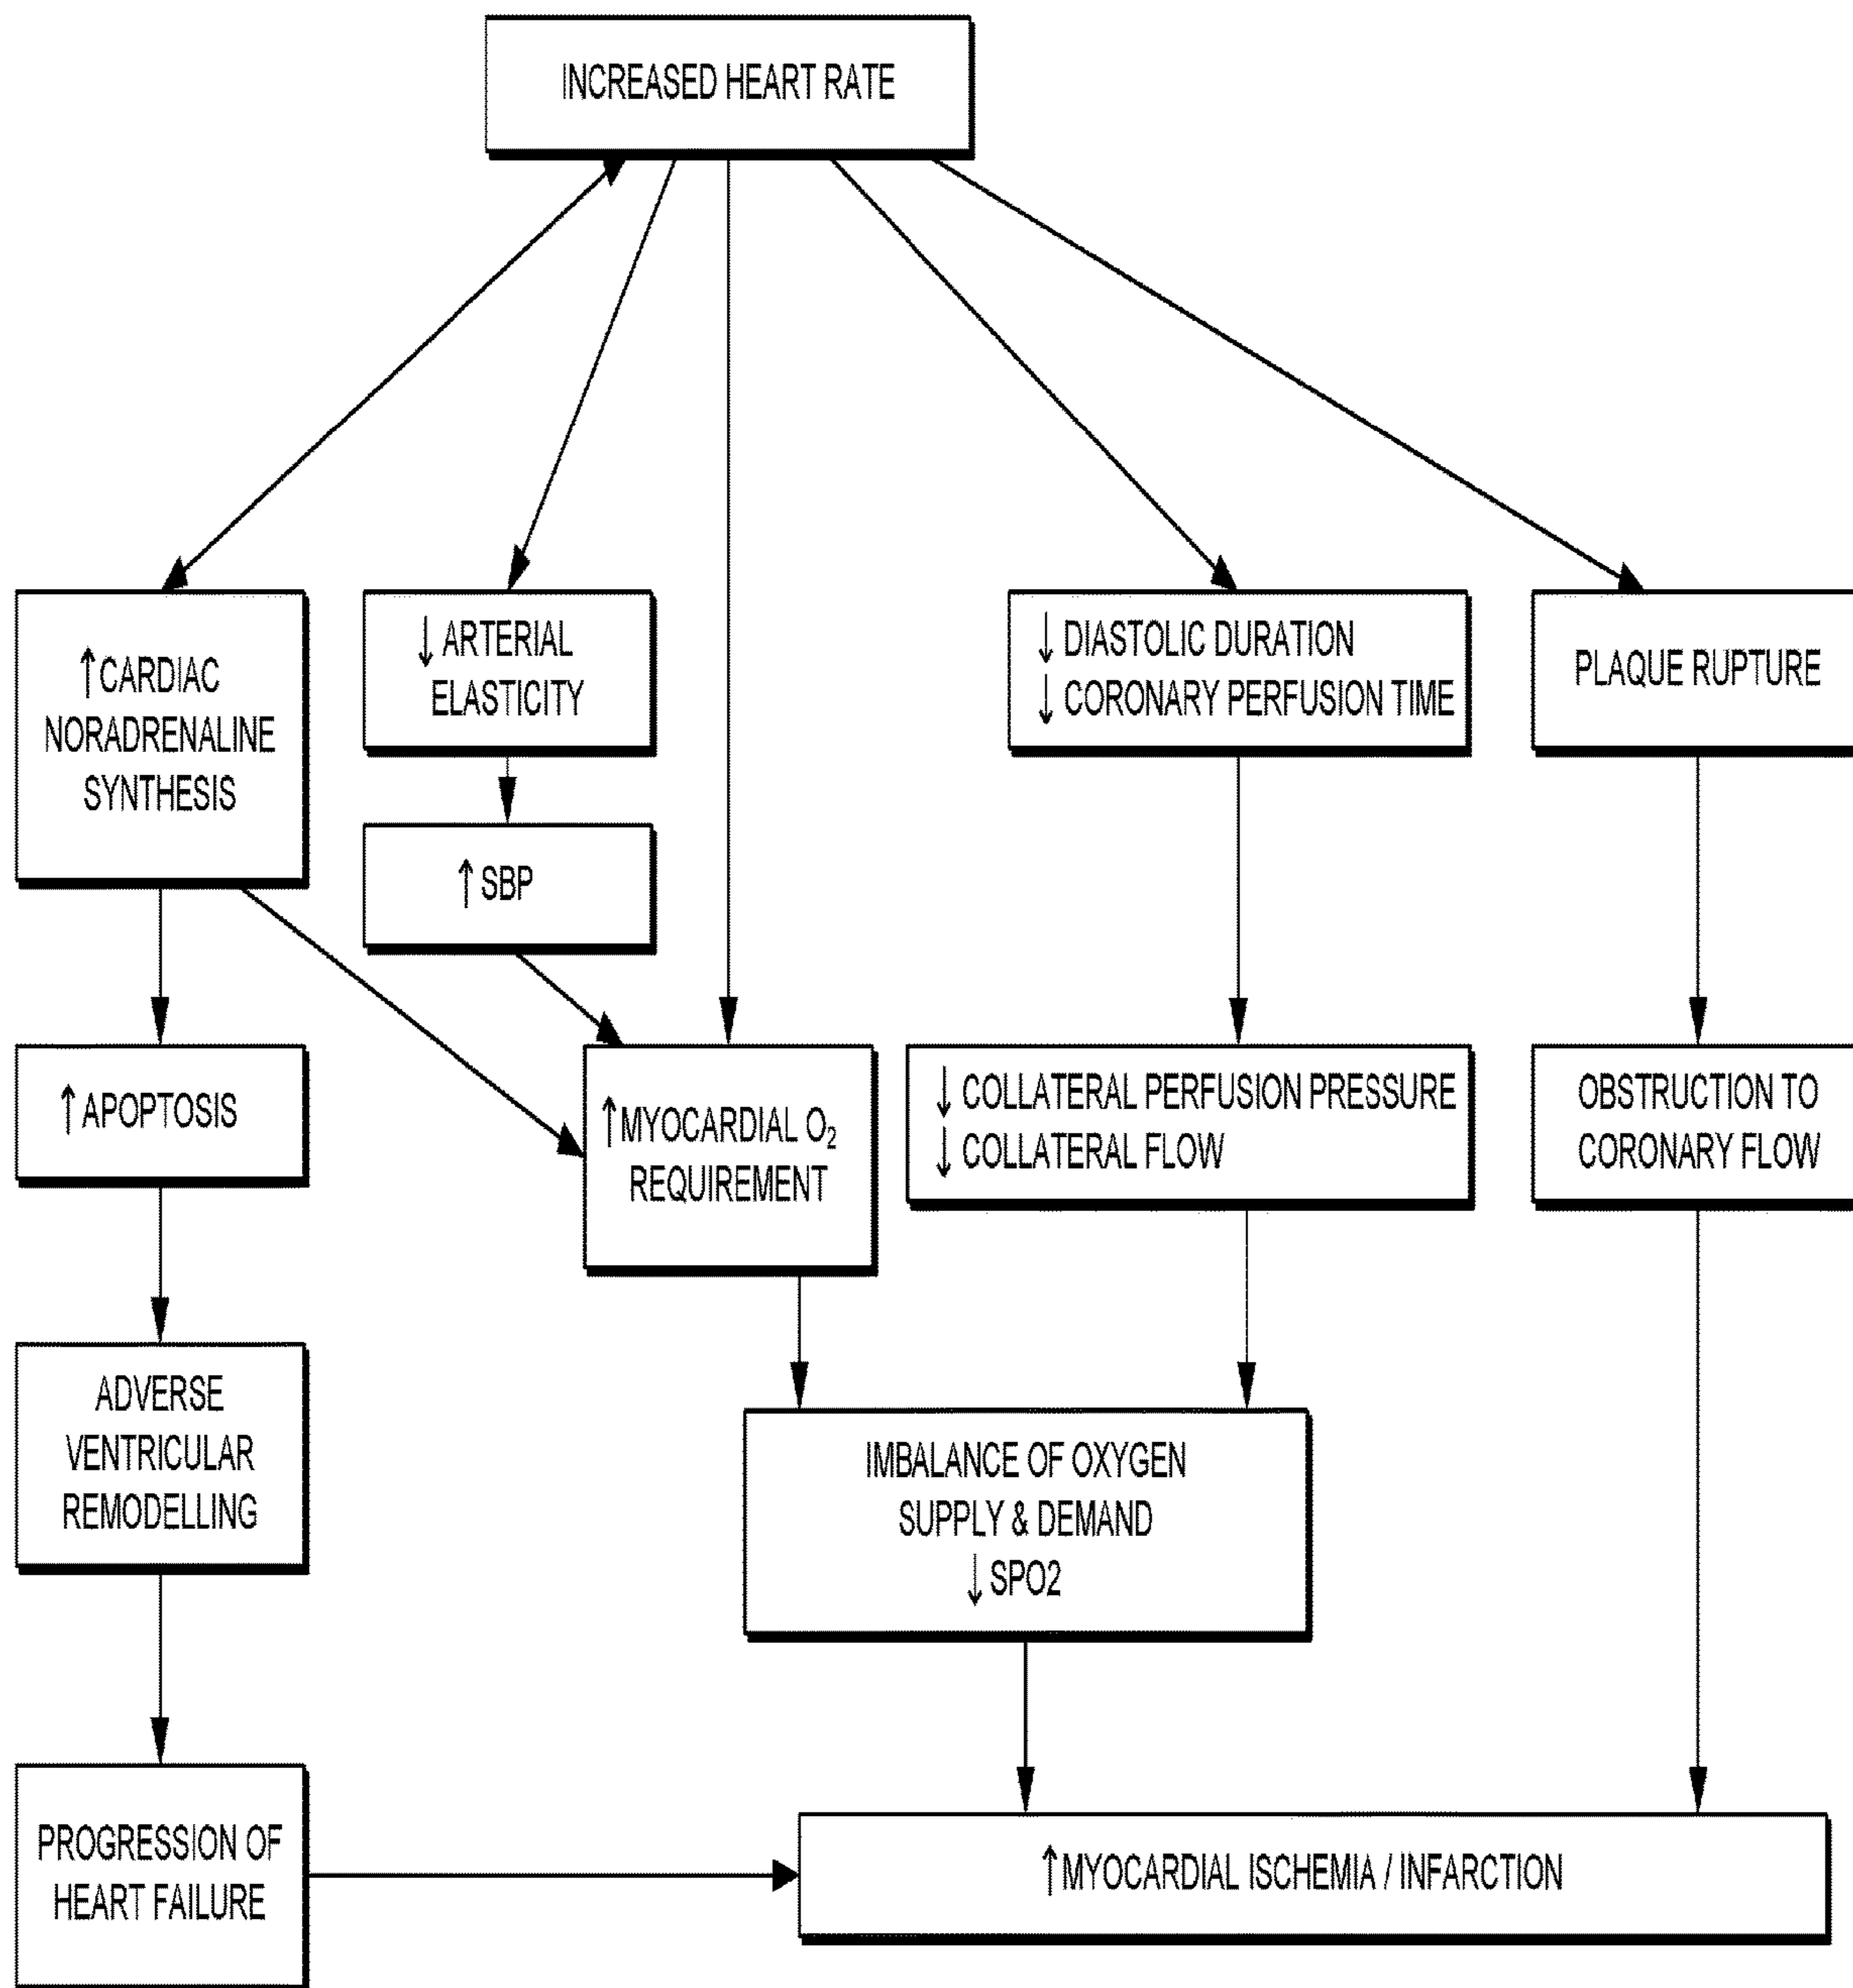 INCREASED HEART RATE
↑ CARDIAC
NORADRENALINE
SYNTHESIS
↓ ARTERIAL
ELASTICITY
↓ DIASTOLIC DURATION
↓ CORONARY PERFUSION TIME
PLAQUE RUPTURE
↑ SBP
↑ APOPTOSIS
↑ MYOCARDIAL O₂
REQUIREMENT
↓ COLLATERAL PERFUSION PRESSURE
↓ COLLATERAL FLOW
OBSTRUCTION TO
CORONARY FLOW
ADVERSE
VENTRICULAR
REMODELLING
IMBALANCE OF OXYGEN
SUPPLY & DEMAND
↓ SPO2
PROGRESSION OF
HEART FAILURE
↑ MYOCARDIAL ISCHEMIA / INFARCTION